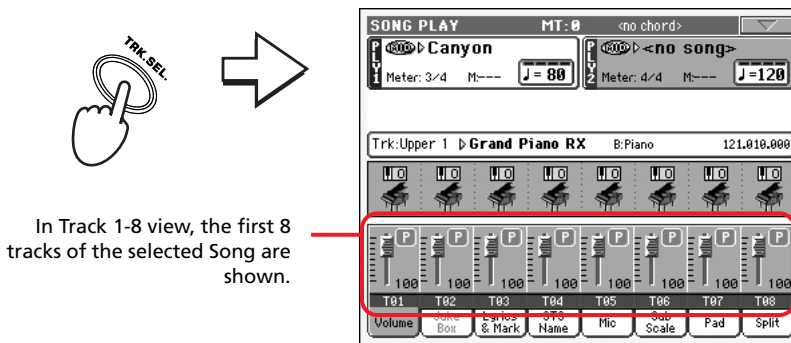 TRK.SEL.
SONG PLAY MT:0 <no chord>
PLY1 Canyon
Meter: 3/4 M:--- ♩= 80
PLY2 <no song>
Meter: 4/4 M:--- ♩=120
Trk:Upper 1 ▷Grand Piano RX B:Piano 121.010.000
In Track 1-8 view, the first 8
tracks of the selected Song are
shown.
P P P P P P P P
100 100 100 100 100 100 100 100
T01 T02 T03 T04 T05 T06 T07 T08
Volume
Juke
Box
Lyrics
& Mark
STS
Name
Mic
Sub
Scale
Pad
Split